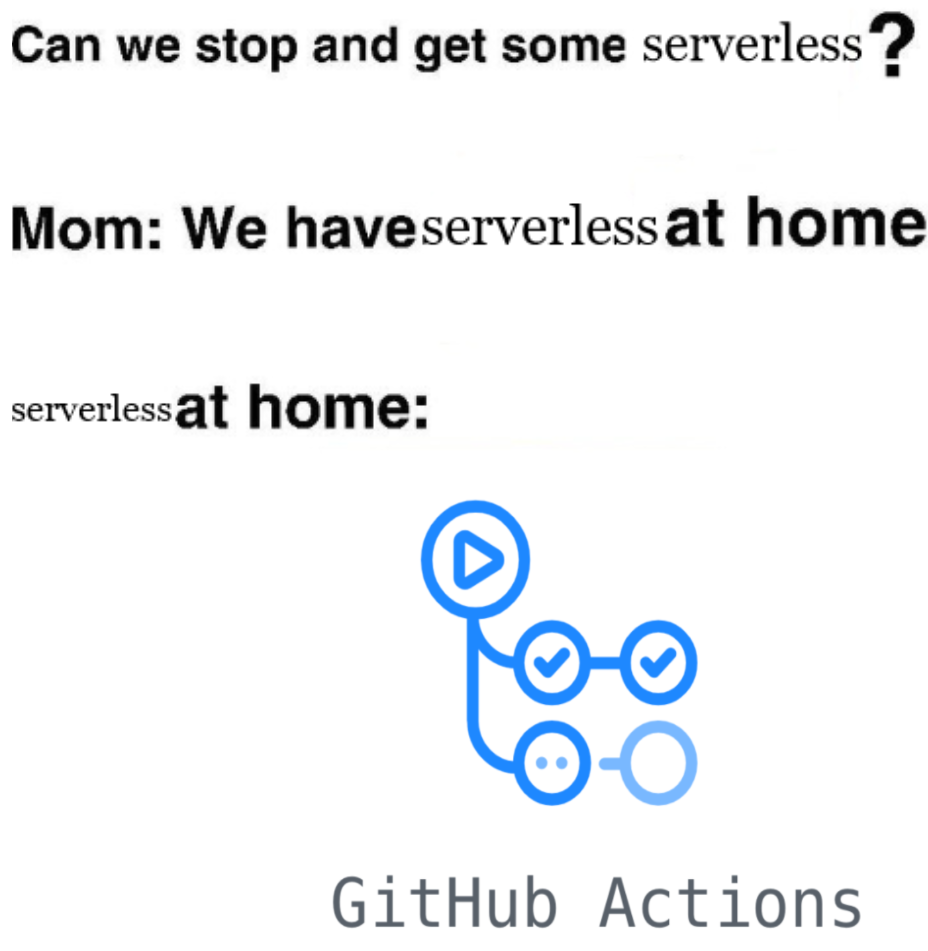 Can we stop and get some serverless?
Mom: We have serverless at home
serverless at home:
GitHub Actions